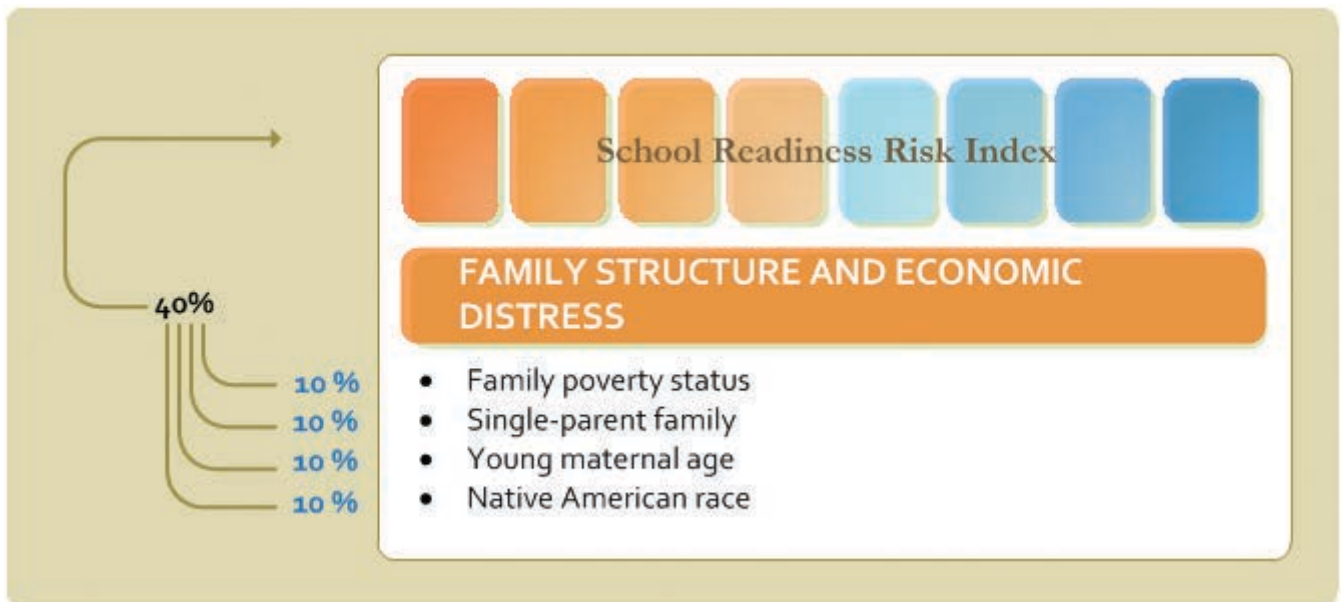 School Readiness Risk Index
FAMILY STRUCTURE AND ECONOMIC
DISTRESS
40%
10 % • Family poverty status
10 % • Single-parent family
10 % • Young maternal age
10 % • Native American race